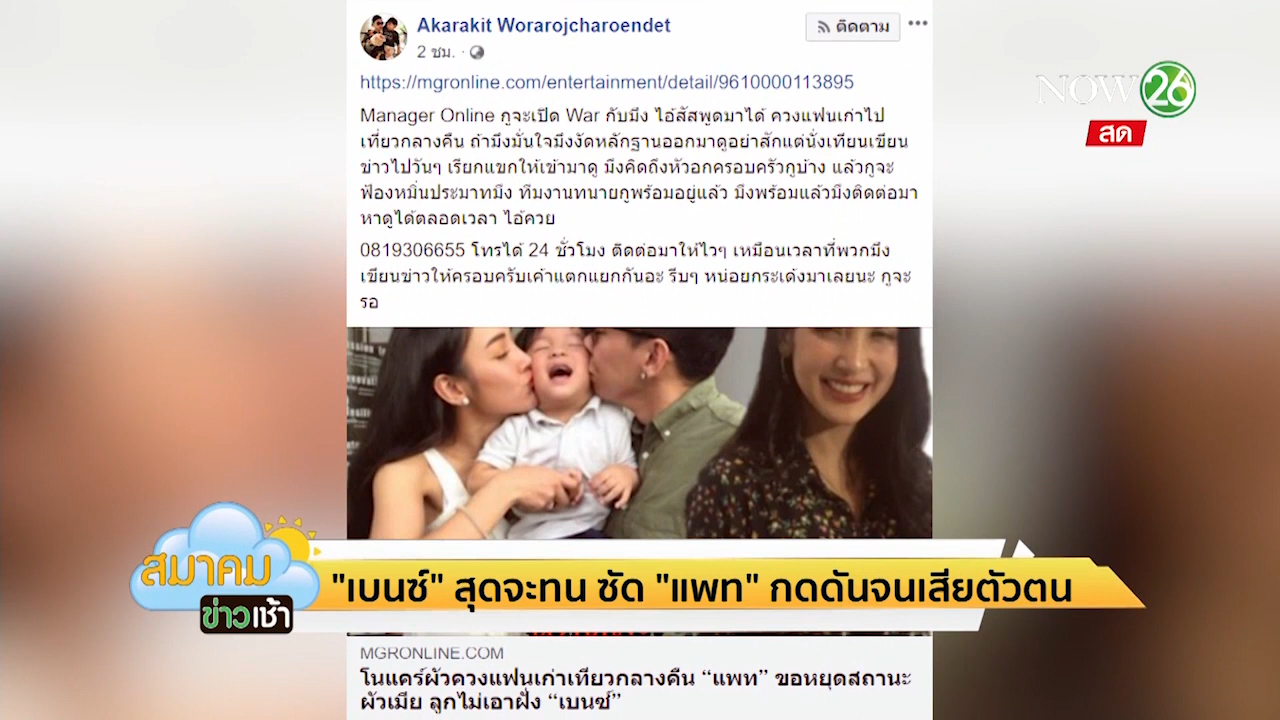 Akarakit Worarojcharoendet
ติดตาม
2 ชม.
https://mgronline.com/entertainment/detail/9610000113895
NOW26
สด
Manager Online กูจะเปิด War กับมึง ไอ้สัสพูดมาได้ ควงแฟนเก่าไป
เที่ยวกลางคืน ถ้ามึงมั่นใจมึงงัดหลักฐานออกมาดูอย่าสักแต่นั่งเทียนเขียน
ข่าวไปวันๆ เรียกแขกให้เข้ามาดู มึงคิดถึงหัวอกครอบครัวกูบ้าง แล้วกูจะ
ฟ้องหมิ่นประมาทมึง ทีมงานทนายกูพร้อมอยู่แล้ว มึงพร้อมแล้วมึงติดต่อมา
หาดูได้ตลอดเวลา ไอ้ควย
0819306655 โทรได้ 24 ชั่วโมง ติดต่อมาให้ไวๆ เหมือนเวลาที่พวกมึง
เขียนข่าวให้ครอบครับเค้าแตกแยกกันอะ รีบๆ หน่อยกระเด้งมาเลยนะ กูจะ
รอ
สมาคม
ข่าวเช้า
"เบนซ์" สุดจะทน ซัด "แพท" กดดันจนเสียตัวตน
MGRONLINE.COM
โนแคร์ผัวควงแฟนเก่าเที่ยวกลางคืน “แพท” ขอหยุดสถานะ
ผัวเมีย ลูกไม่เอาฝั่ง “เบนซ์”